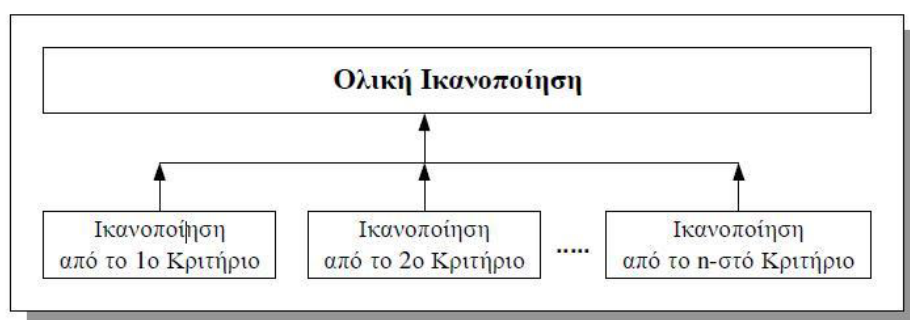 Ολική Ικανοποίηση
Ικανοποίηση
από το 1ο Κριτήριο
Ικανοποίηση
από το 2ο Κριτήριο
.....
Ικανοποίηση
από το n-στό Κριτήριο